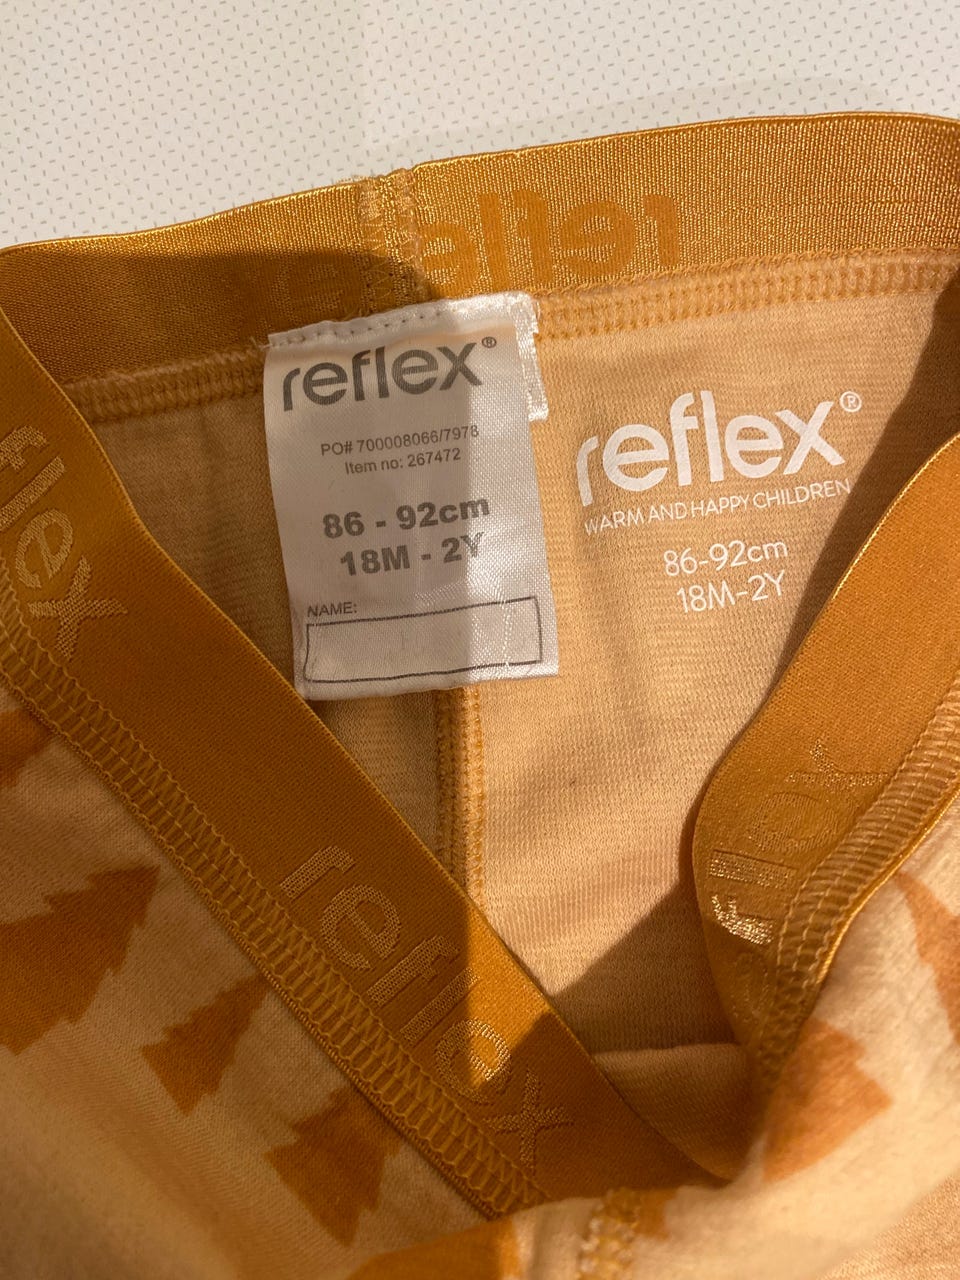 reflex
reflex®
PO# 700008066/7978
Item no: 267472
86 - 92cm
18M - 2Y
NAME:
reflex®
WARM AND HAPPY CHILDREN
86-92cm
18M-2Y
flex
reflex